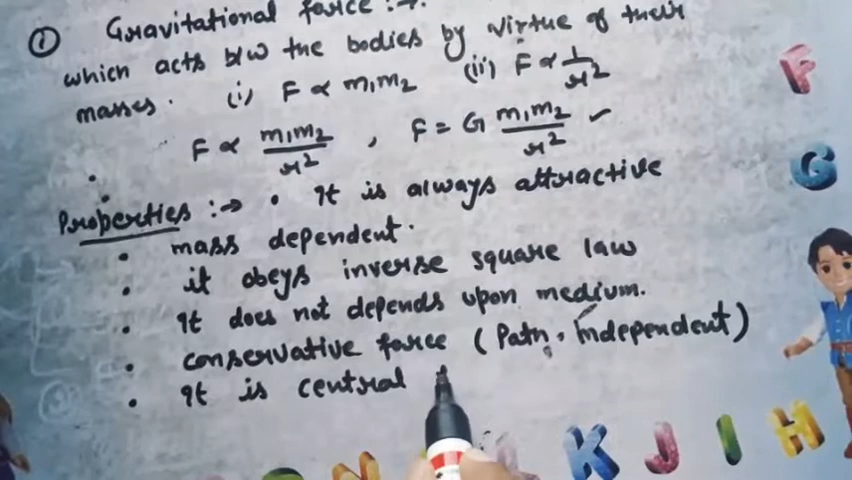 ① Gravitational force :→.
which acts b/w the bodies by virtue of their
masses. (i) F ∝ m₁m₂ (ii) F ∝ 1/r²
F ∝ m₁m₂/r² , F = G m₁m₂/r² ✓
Properties :→ • It is always attractive
• mass dependent.
• it obeys inverse square law
• It does not depends upon medium.
• conservative force (Path. independent)
• It is central
F
G
H
I
J
K